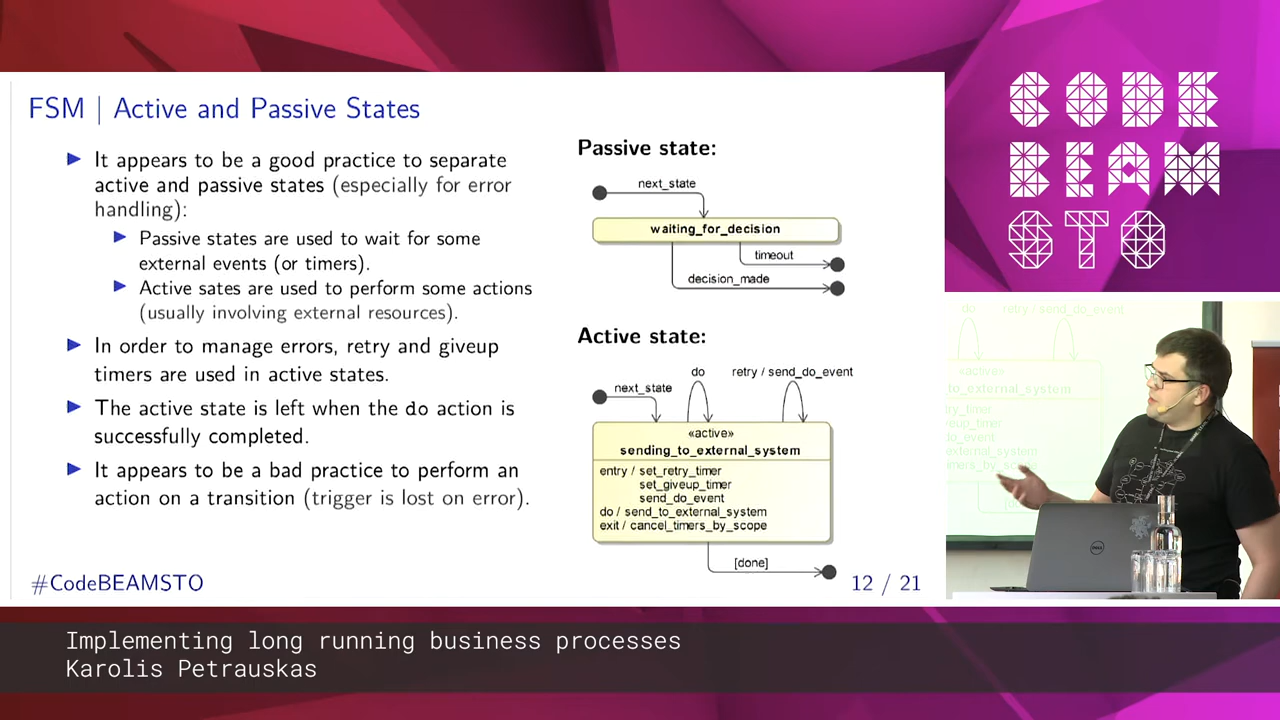 FSM | Active and Passive States
▶ It appears to be a good practice to separate
active and passive states (especially for error
handling):
▶ Passive states are used to wait for some
external events (or timers).
▶ Active sates are used to perform some actions
(usually involving external resources).
▶ In order to manage errors, retry and giveup
timers are used in active states.
▶ The active state is left when the do action is
successfully completed.
▶ It appears to be a bad practice to perform an
action on a transition (trigger is lost on error).
Passive state:
next_state
waiting_for_decision
timeout
decision_made
Active state:
do
retry / send_do_event
next_state
«active»
sending_to_external_system
entry / set_retry_timer
set_giveup_timer
send_do_event
do / send_to_external_system
exit / cancel_timers_by_scope
[done]
#CodeBEAMSTO
12 / 21
CODE
BEAM
STO
do
retry / send_do_event
«active»
to_external_system
DELL
Implementing long running business processes
Karolis Petrauskas